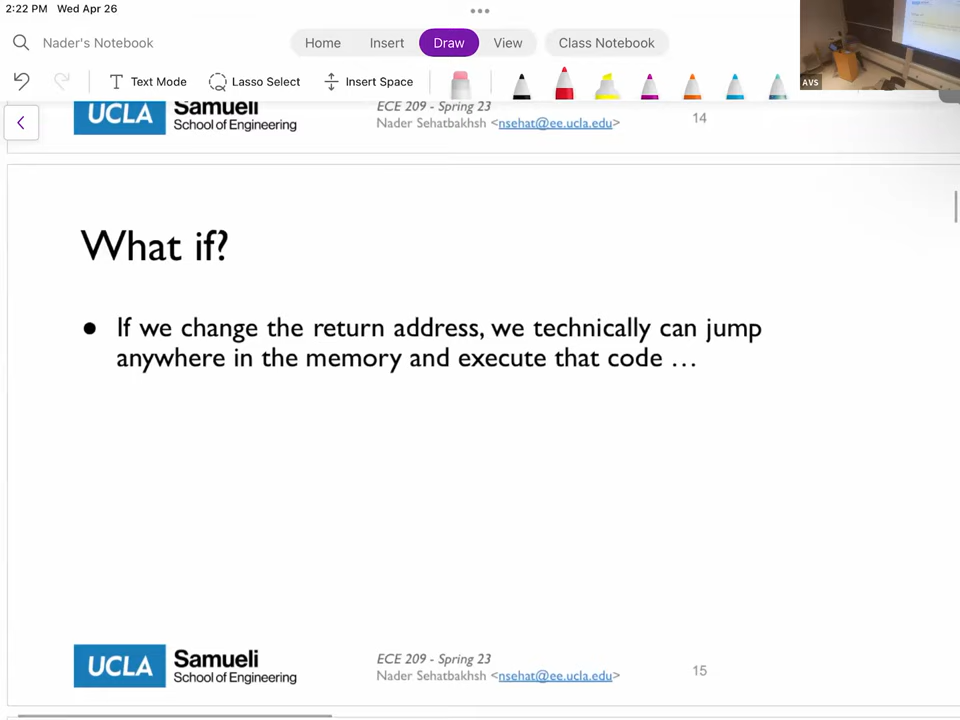 2:22 PM Wed Apr 26
Nader's Notebook
Home Insert Draw View Class Notebook
Text Mode Lasso Select Insert Space
AVS
UCLA Samueli School of Engineering
ECE 209 - Spring 23
Nader Sehatbakhsh <nsehat@ee.ucla.edu>
14
What if?
● If we change the return address, we technically can jump
anywhere in the memory and execute that code …
UCLA Samueli School of Engineering
ECE 209 - Spring 23
Nader Sehatbakhsh <nsehat@ee.ucla.edu>
15